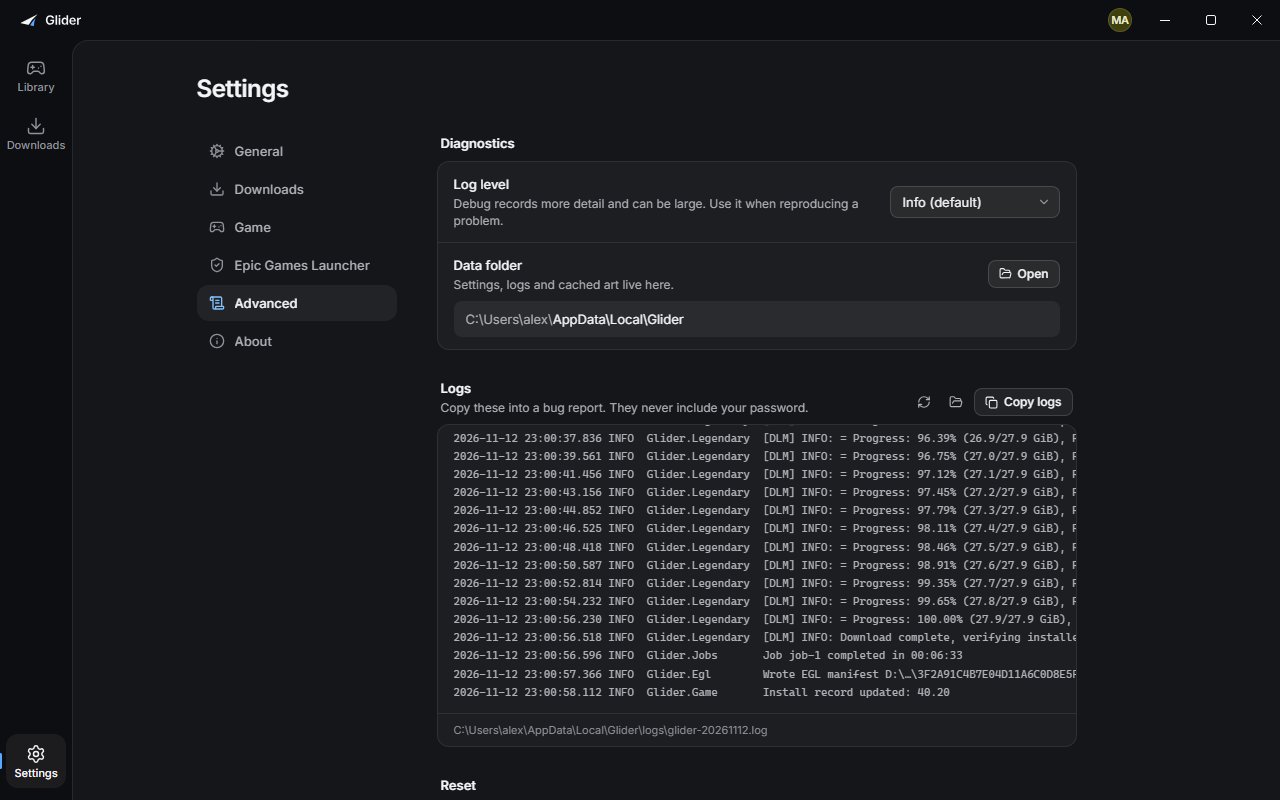 Glider
MA
Library
Downloads
Settings
Settings
General
Downloads
Game
Epic Games Launcher
Advanced
About
Diagnostics
Log level
Debug records more detail and can be large. Use it when reproducing a
problem.
Info (default)
Data folder
Settings, logs and cached art live here.
Open
C:\Users\alex\AppData\Local\Glider
Logs
Copy these into a bug report. They never include your password.
Copy logs
2026-11-12 23:00:37.836 INFO Glider.Legendary [DLM] INFO: = Progress: 96.39% (26.9/27.9 GiB),
2026-11-12 23:00:39.561 INFO Glider.Legendary [DLM] INFO: = Progress: 96.75% (27.0/27.9 GiB),
2026-11-12 23:00:41.456 INFO Glider.Legendary [DLM] INFO: = Progress: 97.12% (27.1/27.9 GiB),
2026-11-12 23:00:43.156 INFO Glider.Legendary [DLM] INFO: = Progress: 97.45% (27.2/27.9 GiB),
2026-11-12 23:00:44.852 INFO Glider.Legendary [DLM] INFO: = Progress: 97.79% (27.3/27.9 GiB),
2026-11-12 23:00:46.525 INFO Glider.Legendary [DLM] INFO: = Progress: 98.11% (27.4/27.9 GiB),
2026-11-12 23:00:48.418 INFO Glider.Legendary [DLM] INFO: = Progress: 98.46% (27.5/27.9 GiB),
2026-11-12 23:00:50.587 INFO Glider.Legendary [DLM] INFO: = Progress: 98.91% (27.6/27.9 GiB),
2026-11-12 23:00:52.814 INFO Glider.Legendary [DLM] INFO: = Progress: 99.35% (27.7/27.9 GiB),
2026-11-12 23:00:54.232 INFO Glider.Legendary [DLM] INFO: = Progress: 99.65% (27.8/27.9 GiB),
2026-11-12 23:00:56.230 INFO Glider.Legendary [DLM] INFO: = Progress: 100.00% (27.9/27.9 GiB),
2026-11-12 23:00:56.518 INFO Glider.Legendary [DLM] INFO: Download complete, verifying installe
2026-11-12 23:00:56.596 INFO Glider.Jobs Job job-1 completed in 00:06:33
2026-11-12 23:00:57.366 INFO Glider.Egl Wrote EGL manifest D:\…\3F2A91C4B7E04D11A6C0D8E5F
2026-11-12 23:00:58.112 INFO Glider.Game Install record updated: 40.20
C:\Users\alex\AppData\Local\Glider\logs\glider-20261112.log
Reset